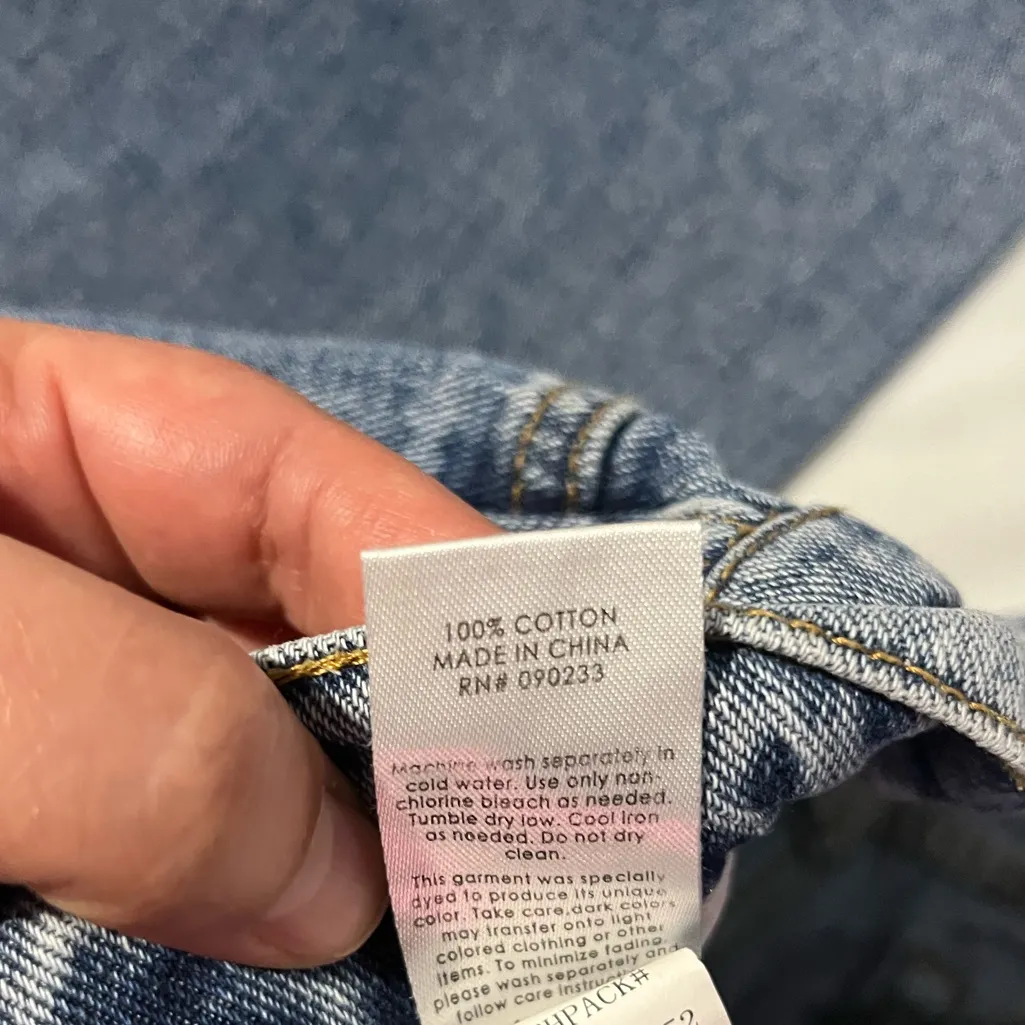 100% COTTON
MADE IN CHINA
RN# 090233
Machine wash separately in
cold water. Use only non-
chlorine bleach as needed.
Tumble dry low. Cool Iron
as needed. Do not dry
clean.
This garment was specially
dyed to produce its unique
color. Take care,dark colors
may transfer onto light
colored clothing or other
items. To minimize fading
please wash separately and
follow care